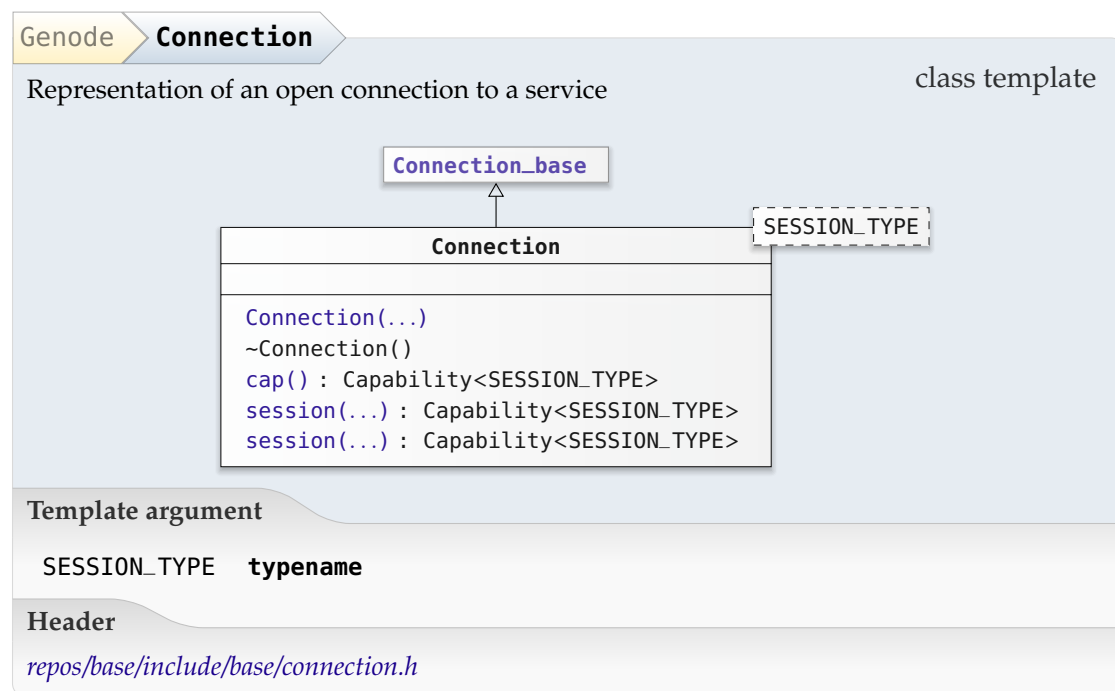 Genode Connection
Representation of an open connection to a service
class template
Connection_base
SESSION_TYPE
Connection
Connection(...)
~Connection()
cap() : Capability<SESSION_TYPE>
session(...) : Capability<SESSION_TYPE>
session(...) : Capability<SESSION_TYPE>
Template argument
SESSION_TYPE typename
Header
repos/base/include/base/connection.h